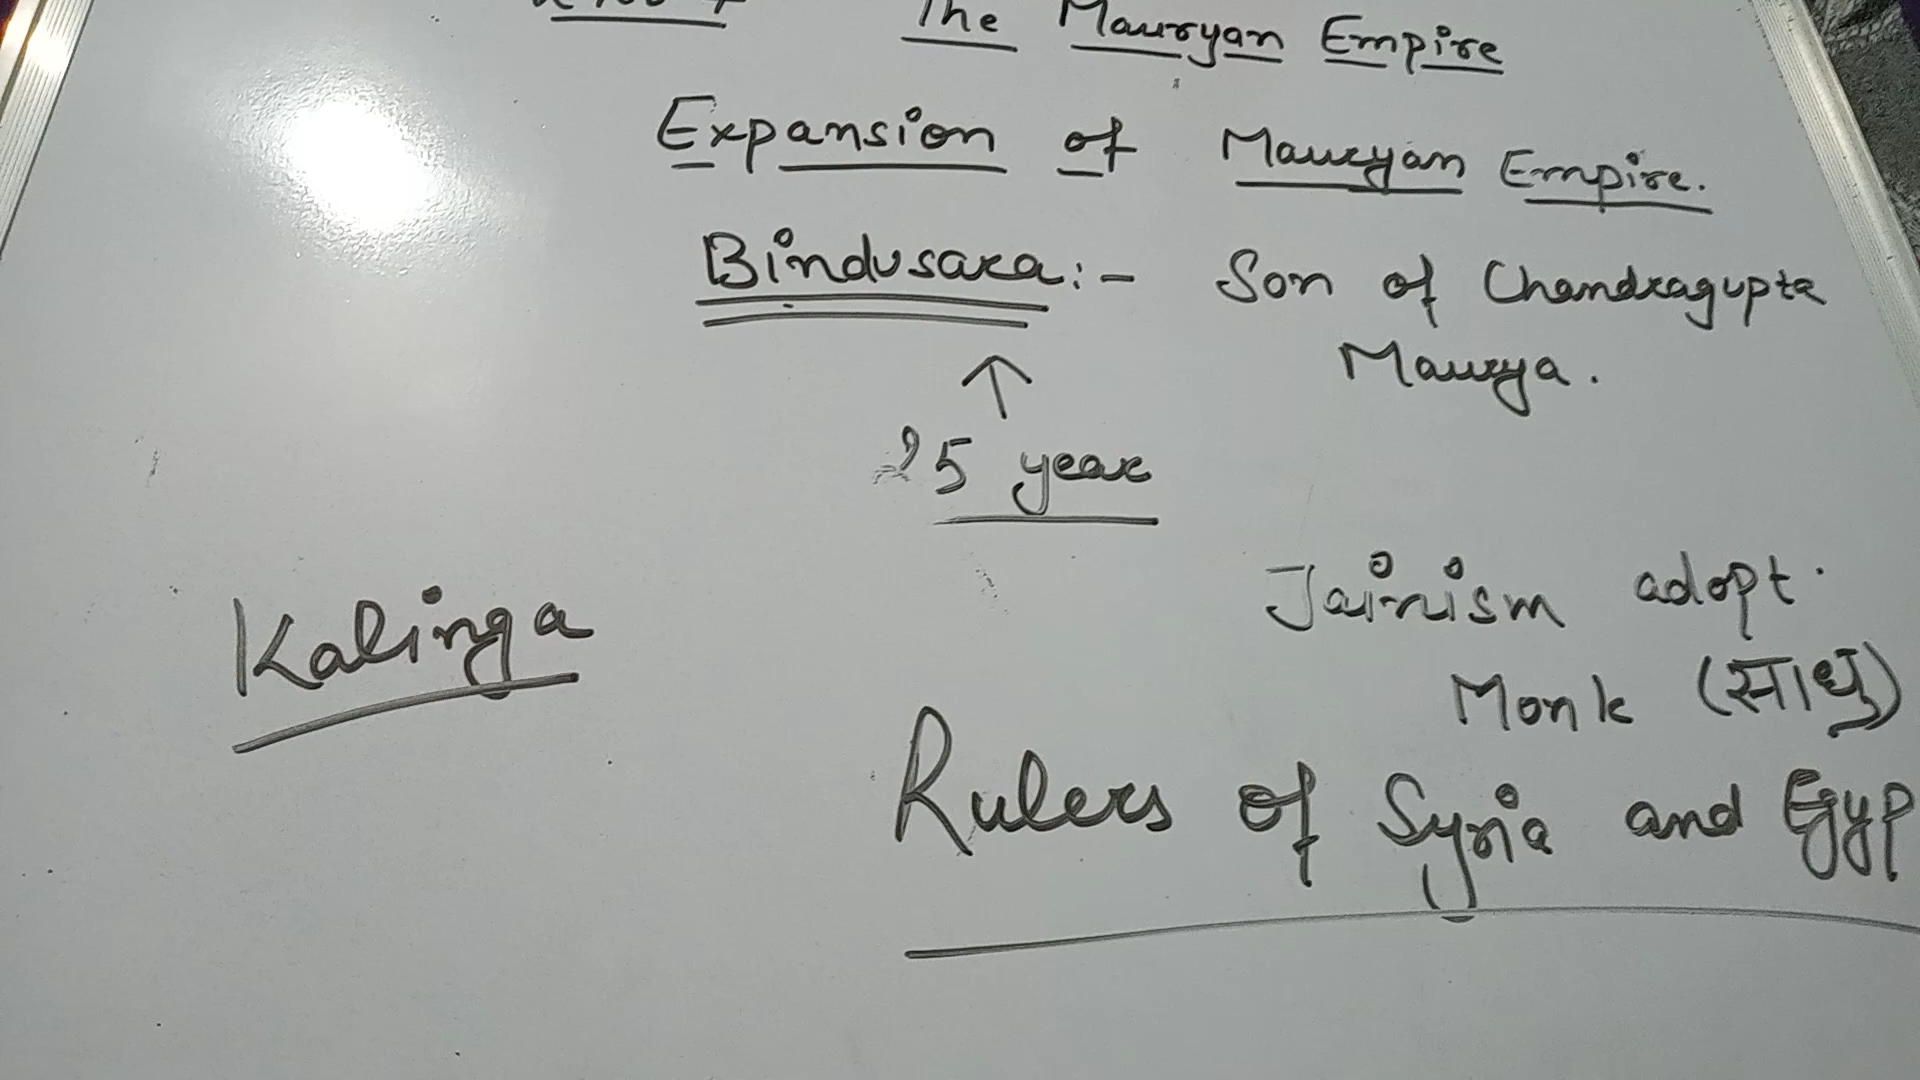 The Mauryan Empire
Expansion of Mauryan Empire.
Bindusara:- Son of Chandragupta
Maurya.
↑
25 year
Jainism adopt.
Kalinga
Monk (साधु)
Rulers of Syria and Egyp